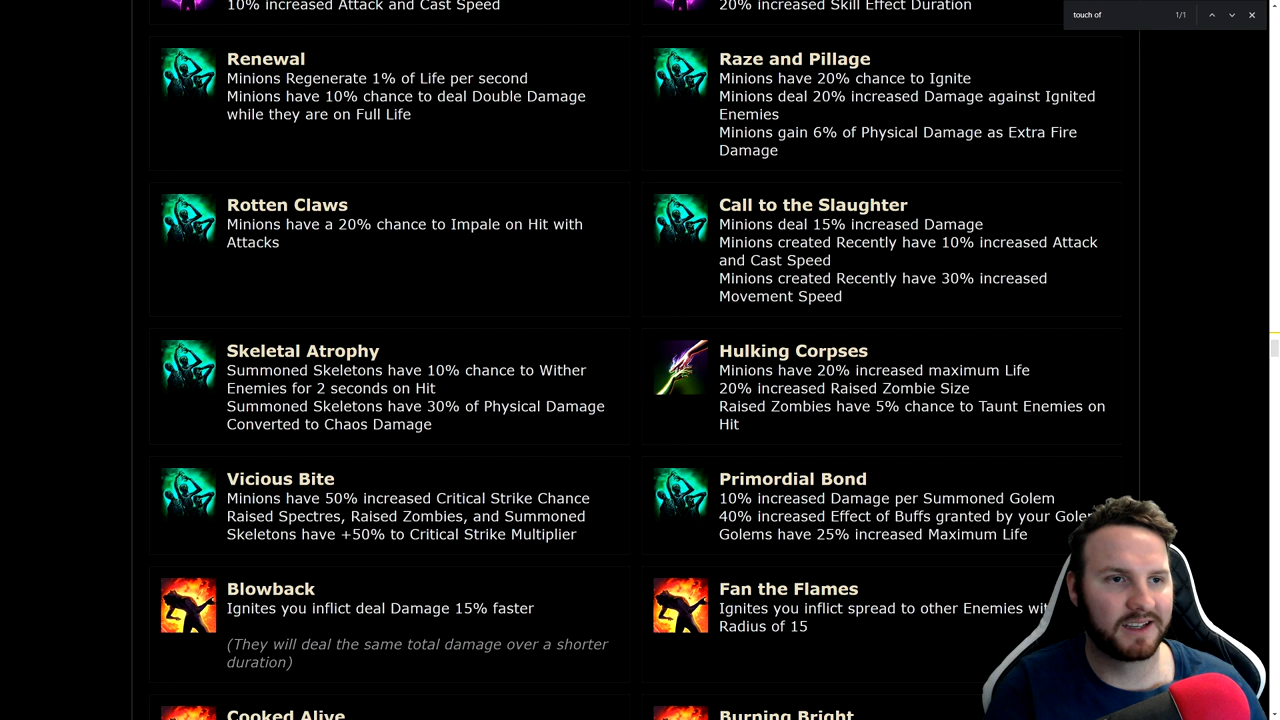 touch of
1/1
10% increased Attack and Cast Speed
20% increased Skill Effect Duration
Renewal
Minions Regenerate 1% of Life per second
Minions have 10% chance to deal Double Damage
while they are on Full Life
Raze and Pillage
Minions have 20% chance to Ignite
Minions deal 20% increased Damage against Ignited
Enemies
Minions gain 6% of Physical Damage as Extra Fire
Damage
Rotten Claws
Minions have a 20% chance to Impale on Hit with
Attacks
Call to the Slaughter
Minions deal 15% increased Damage
Minions created Recently have 10% increased Attack
and Cast Speed
Minions created Recently have 30% increased
Movement Speed
Skeletal Atrophy
Summoned Skeletons have 10% chance to Wither
Enemies for 2 seconds on Hit
Summoned Skeletons have 30% of Physical Damage
Converted to Chaos Damage
Hulking Corpses
Minions have 20% increased maximum Life
20% increased Raised Zombie Size
Raised Zombies have 5% chance to Taunt Enemies on
Hit
Vicious Bite
Minions have 50% increased Critical Strike Chance
Raised Spectres, Raised Zombies, and Summoned
Skeletons have +50% to Critical Strike Multiplier
Primordial Bond
10% increased Damage per Summoned Golem
40% increased Effect of Buffs granted by your
Golems have 25% increased Maximum Life
Blowback
Ignites you inflict deal Damage 15% faster
(They will deal the same total damage over a shorter
duration)
Fan the Flames
Ignites you inflict spread to other Enemies
Radius of 15
Cooked Alive
Burning Bright